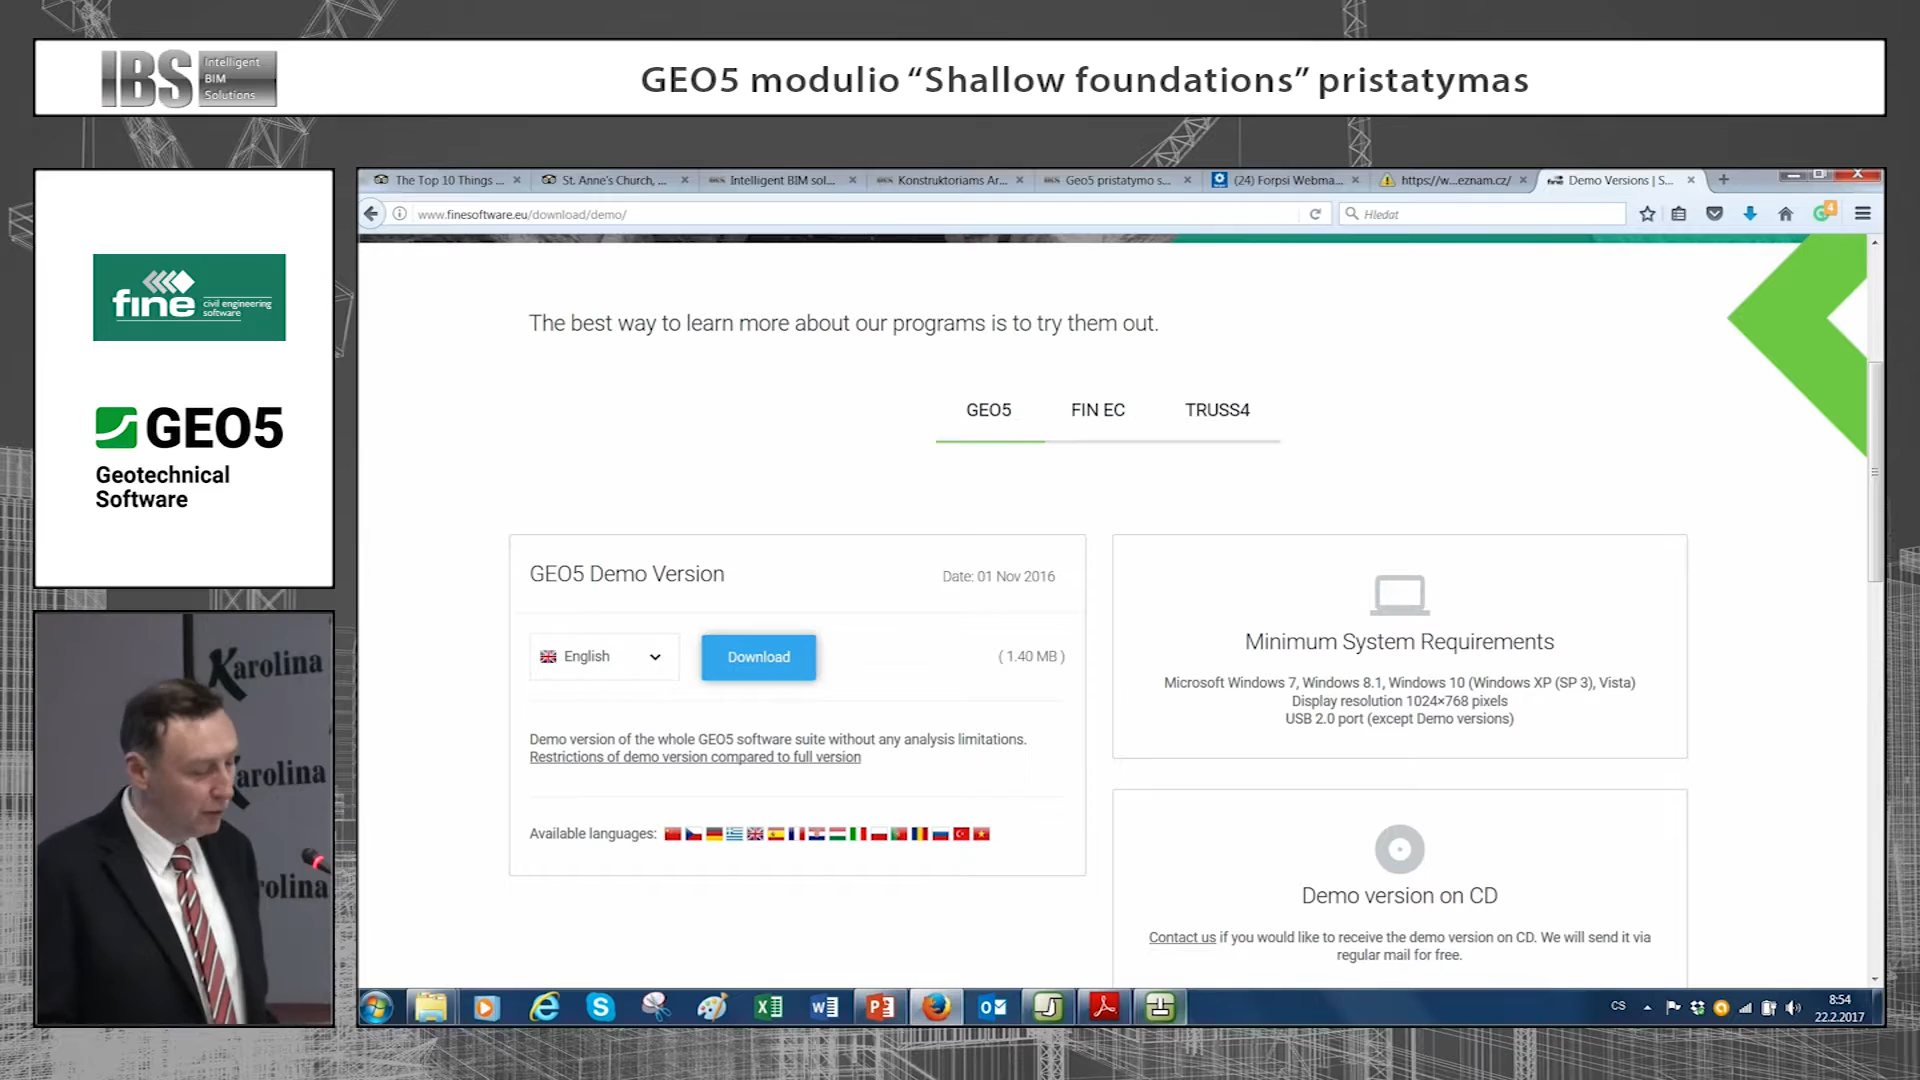 IBS Intelligent
BIM
Solutions
GEO5 modulio “Shallow foundations” pristatymas
fine civil engineering
software
GEO5
Geotechnical
Software
Karolina
arolina
rolina
The Top 10 Things ...
St. Anne's Church, ...
Intelligent BIM sol...
Konstruktoriams Ar...
Geo5 pristatymo s...
(24) Forpsi Webma...
https://w...eznam.cz/
Demo Versions | S...
www.finesoftware.eu/download/demo/
Hledat
4
The best way to learn more about our programs is to try them out.
GEO5
FIN EC
TRUSS4
GEO5 Demo Version
Date: 01 Nov 2016
English
Download
( 1.40 MB )
Demo version of the whole GEO5 software suite without any analysis limitations.
Restrictions of demo version compared to full version
Available languages:
Minimum System Requirements
Microsoft Windows 7, Windows 8.1, Windows 10 (Windows XP (SP 3), Vista)
Display resolution 1024×768 pixels
USB 2.0 port (except Demo versions)
Demo version on CD
Contact us if you would like to receive the demo version on CD. We will send it via
regular mail for free.
CS
8:54
22.2.2017